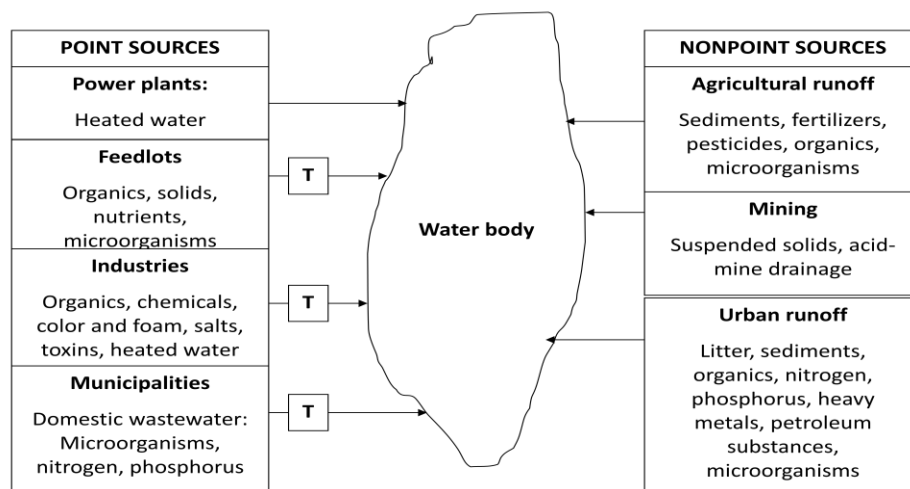 POINT SOURCES
Power plants:
Heated water
Feedlots
Organics, solids,
nutrients,
microorganisms
Industries
Organics, chemicals,
color and foam, salts,
toxins, heated water
Municipalities
Domestic wastewater:
Microorganisms,
nitrogen, phosphorus
T
T
T
Water body
NONPOINT SOURCES
Agricultural runoff
Sediments, fertilizers,
pesticides, organics,
microorganisms
Mining
Suspended solids, acid-
mine drainage
Urban runoff
Litter, sediments,
organics, nitrogen,
phosphorus, heavy
metals, petroleum
substances,
microorganisms